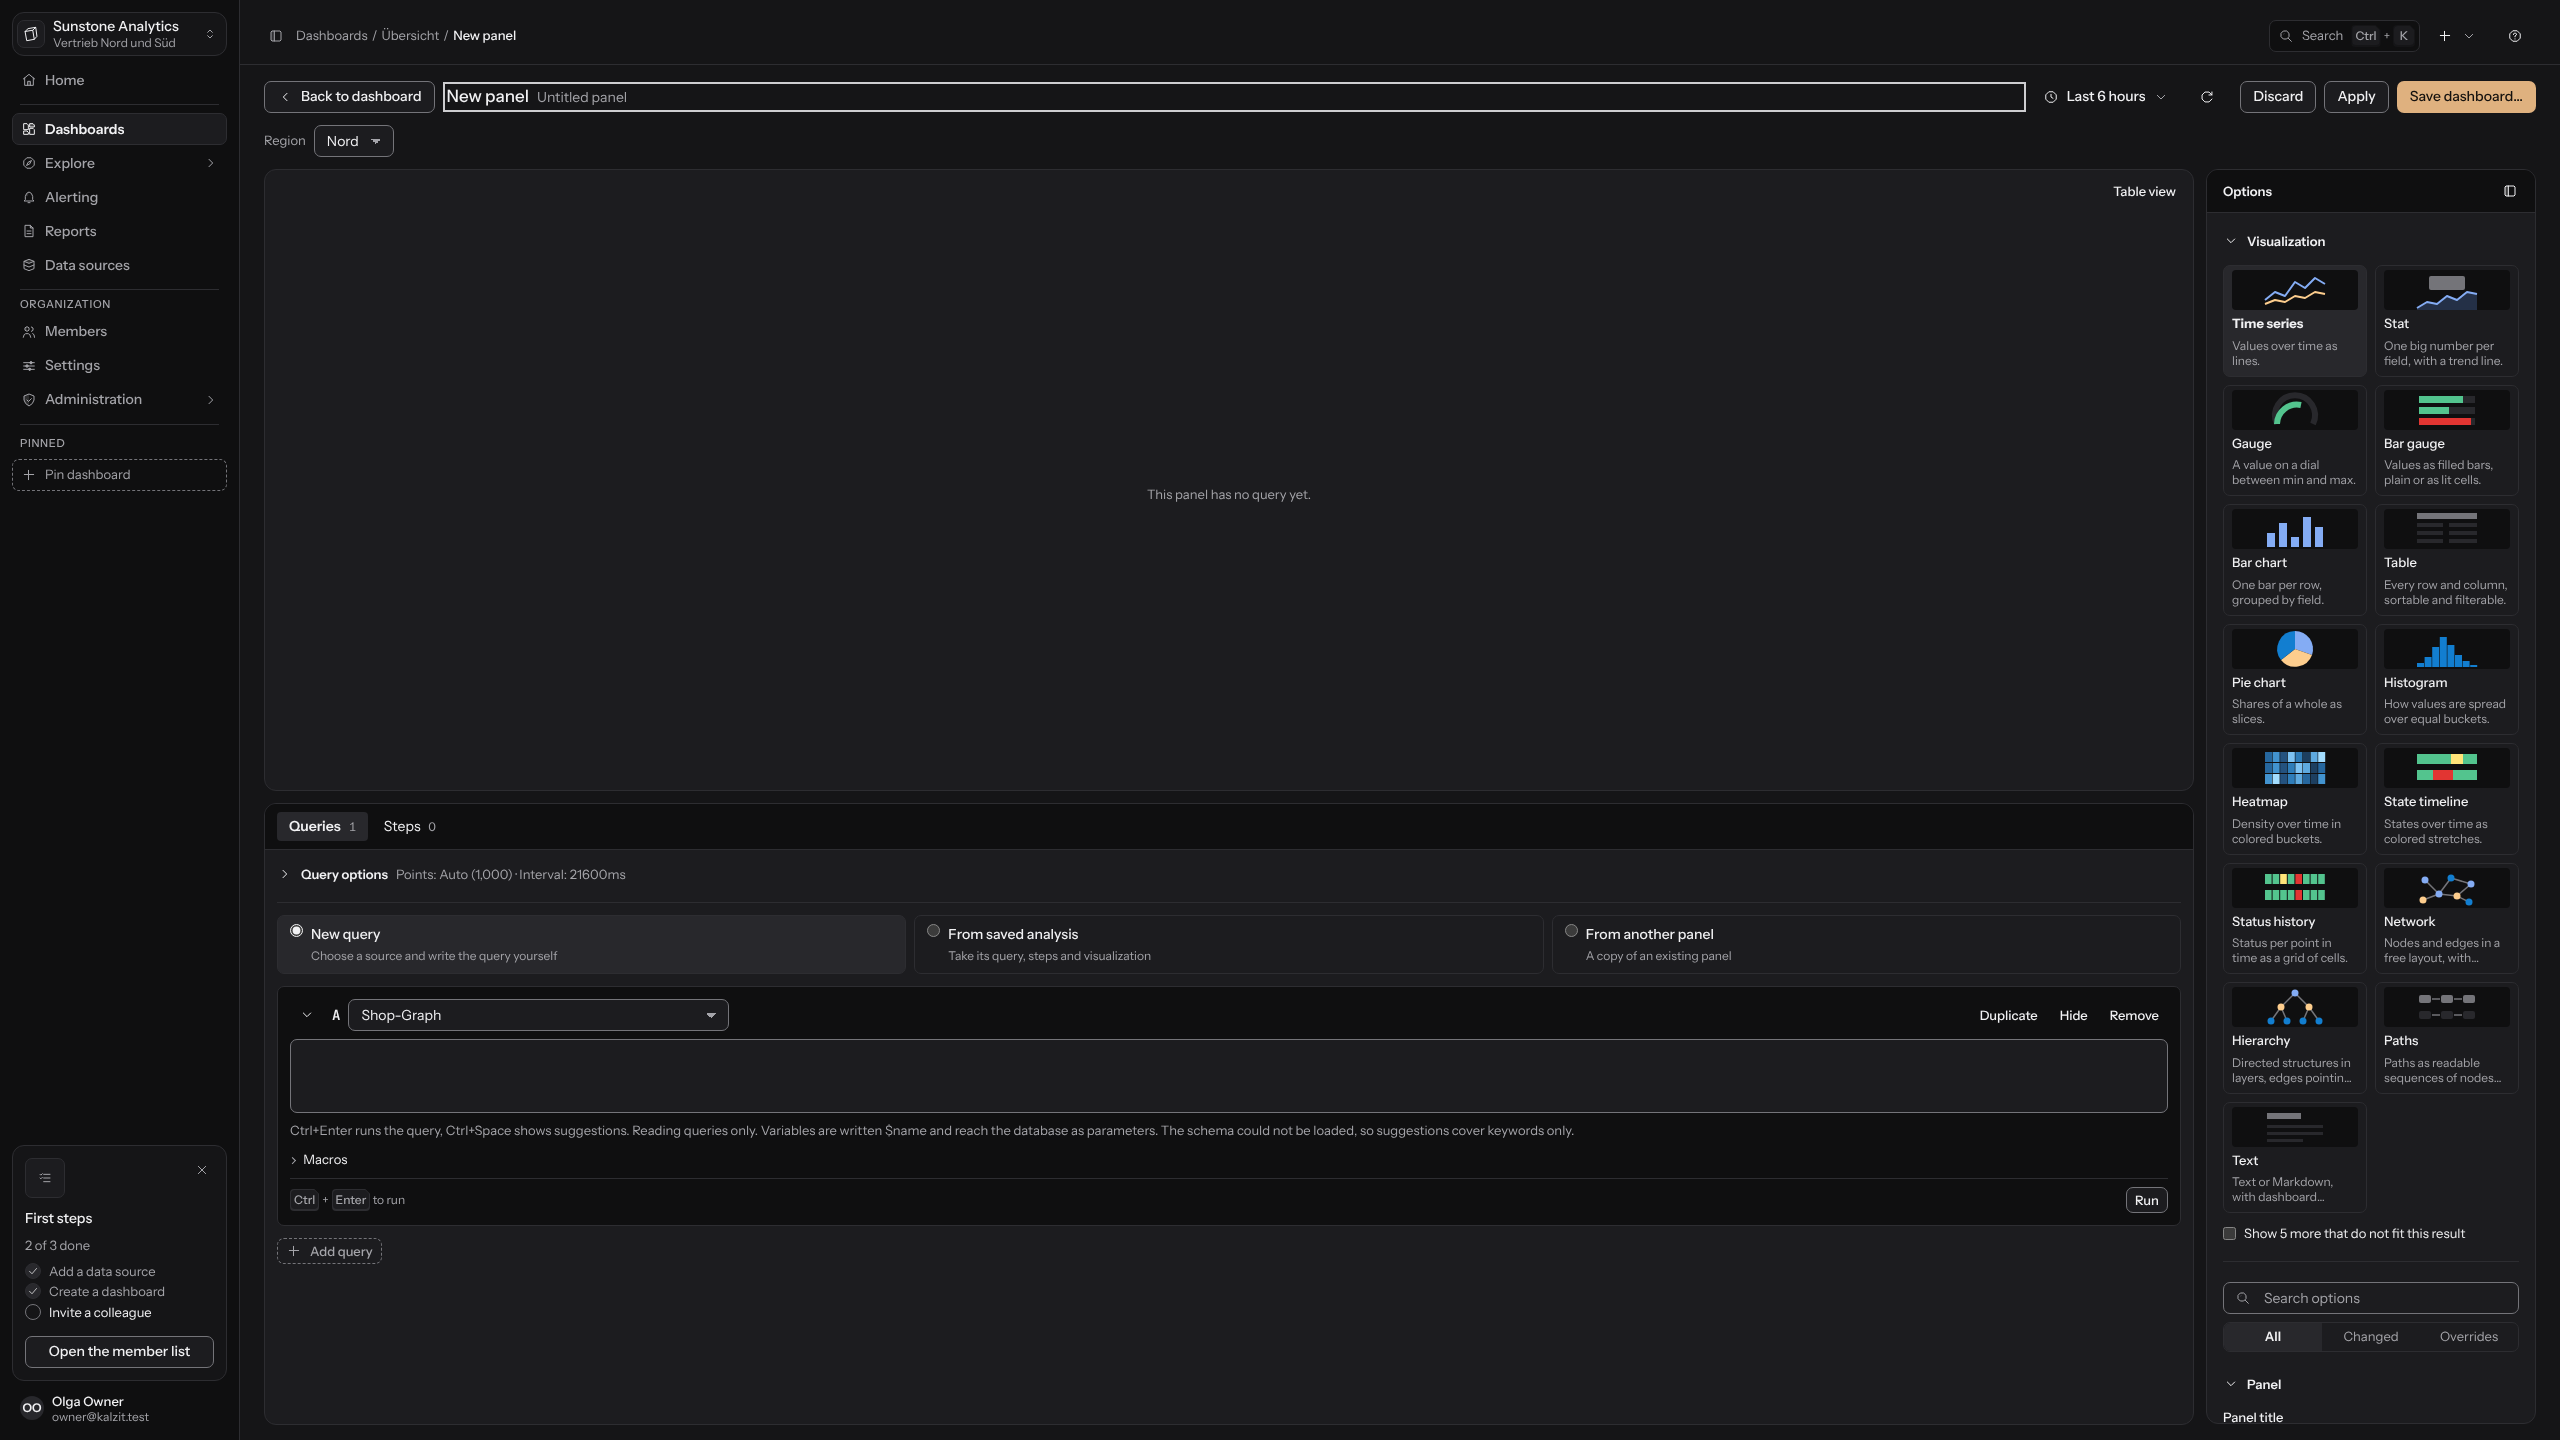 Sunstone Analytics
Vertrieb Nord und Süd
Home
Dashboards
Explore
Alerting
Reports
Data sources
ORGANIZATION
Members
Settings
Administration
PINNED
Pin dashboard
First steps
2 of 3 done
Add a data source
Create a dashboard
Invite a colleague
Open the member list
OO
Olga Owner
owner@kalzit.test
Dashboards / Übersicht / New panel
Search Ctrl + K
Back to dashboard
New panel Untitled panel
Last 6 hours
Discard
Apply
Save dashboard...
Region Nord
Table view
This panel has no query yet.
Queries 1
Steps 0
Query options Points: Auto (1,000) · Interval: 21600ms
New query
Choose a source and write the query yourself
From saved analysis
Take its query, steps and visualization
From another panel
A copy of an existing panel
A Shop-Graph
Duplicate
Hide
Remove
Ctrl+Enter runs the query, Ctrl+Space shows suggestions. Reading queries only. Variables are written $name and reach the database as parameters. The schema could not be loaded, so suggestions cover keywords only.
Macros
Ctrl + Enter to run
Run
Add query
Options
Visualization
Time series
Values over time as
lines.
Stat
One big number per
field, with a trend line.
Gauge
A value on a dial
between min and max.
Bar gauge
Values as filled bars,
plain or as lit cells.
Bar chart
One bar per row,
grouped by field.
Table
Every row and column,
sortable and filterable.
Pie chart
Shares of a whole as
slices.
Histogram
How values are spread
over equal buckets.
Heatmap
Density over time in
colored buckets.
State timeline
States over time as
colored stretches.
Status history
Status per point in
time as a grid of cells.
Network
Nodes and edges in a
free layout, with...
Hierarchy
Directed structures in
layers, edges pointin...
Paths
Paths as readable
sequences of nodes...
Text
Text or Markdown,
with dashboard...
Show 5 more that do not fit this result
Search options
All
Changed
Overrides
Panel
Panel title